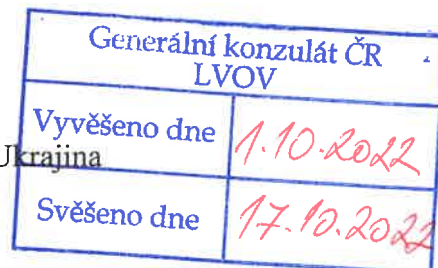 Generální konzulát ČR
LVOV
Vyvěšeno dne 1.10.2022
Ukrajina
Svěšeno dne 17.10.2022